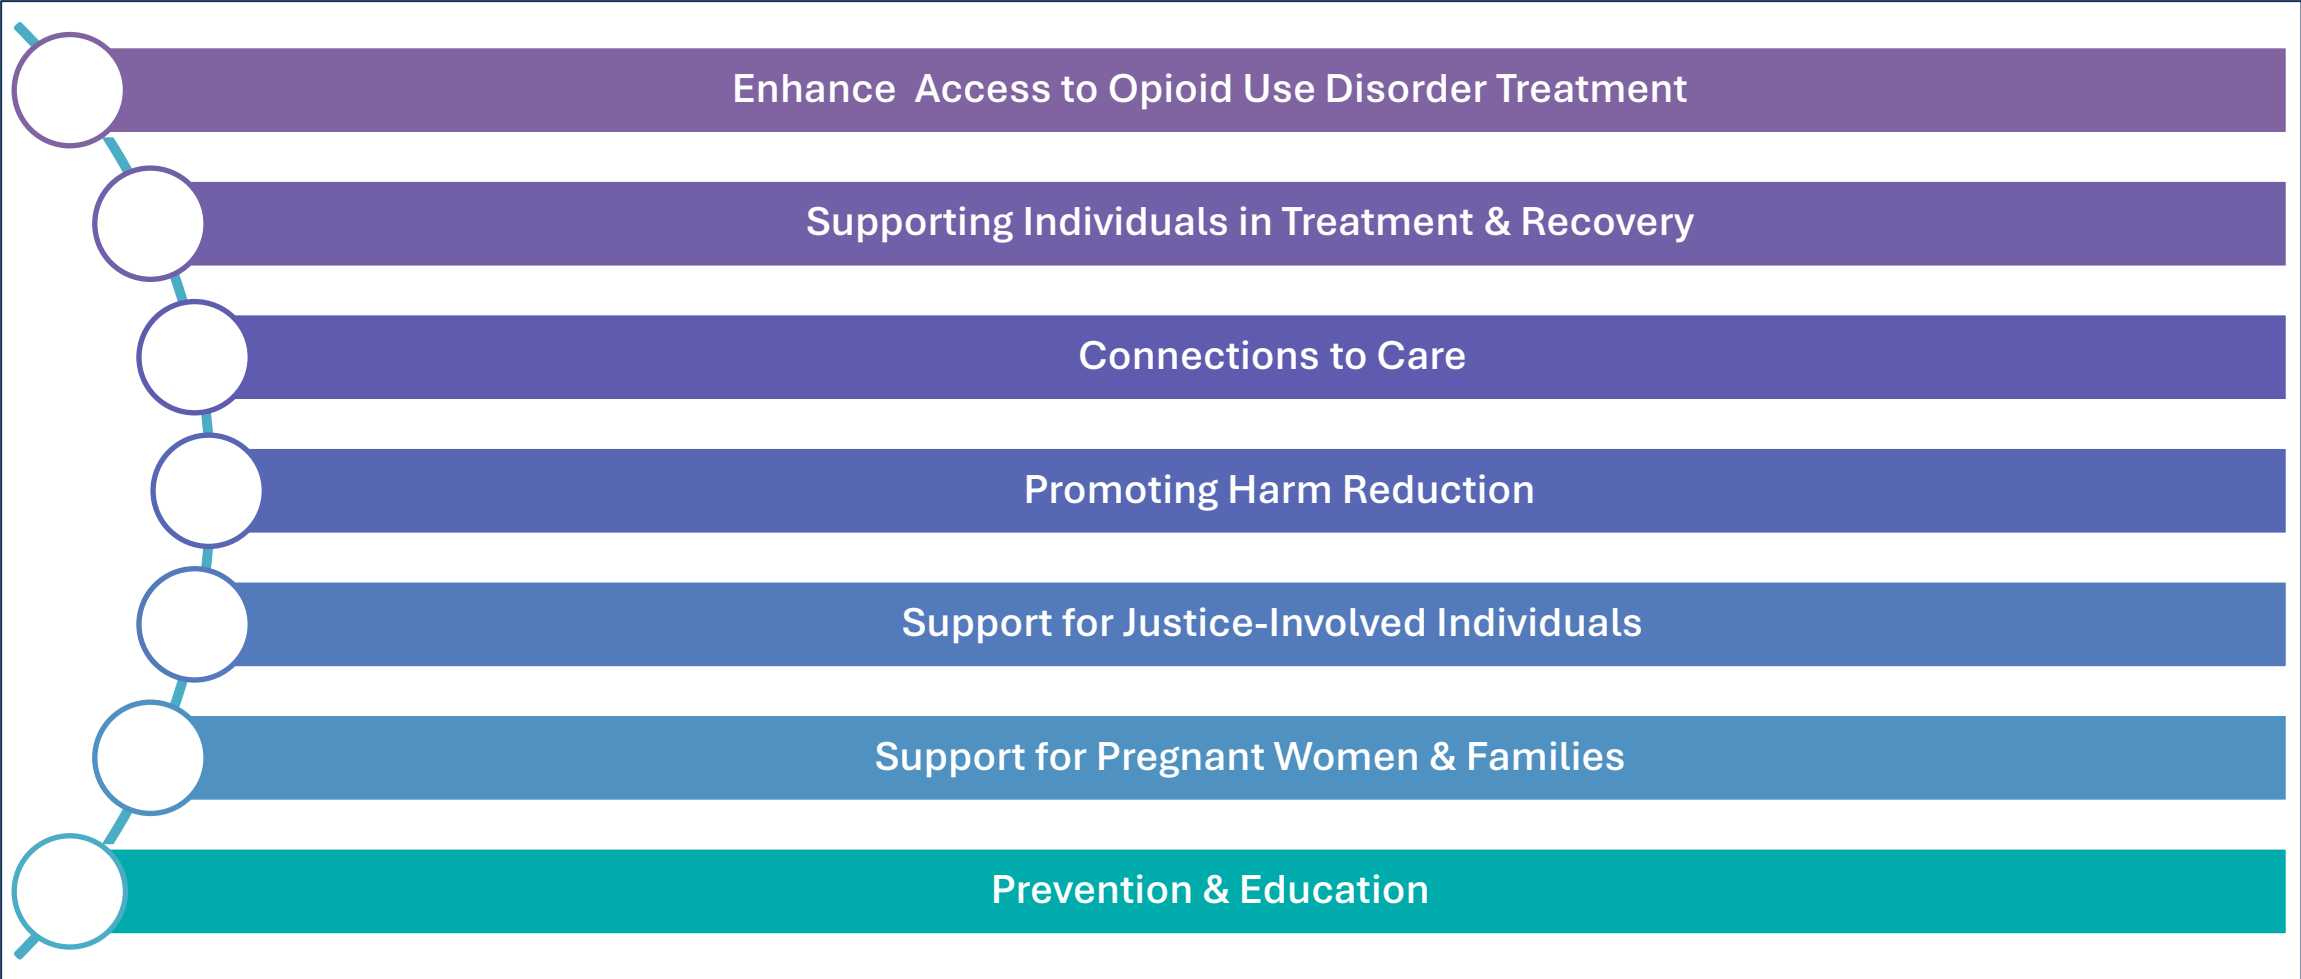 Enhance  Access to Opioid Use Disorder Treatment
Supporting Individuals in Treatment & Recovery
Connections to Care
Promoting Harm Reduction
Support for Justice-Involved Individuals
Support for Pregnant Women & Families
Prevention & Education